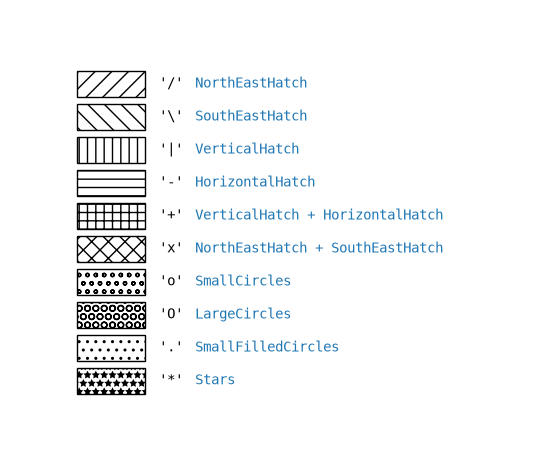 '/' NorthEastHatch
'\' SouthEastHatch
'|' VerticalHatch
'-' HorizontalHatch
'+' VerticalHatch + HorizontalHatch
'x' NorthEastHatch + SouthEastHatch
'o' SmallCircles
'O' LargeCircles
'.' SmallFilledCircles
'*' Stars